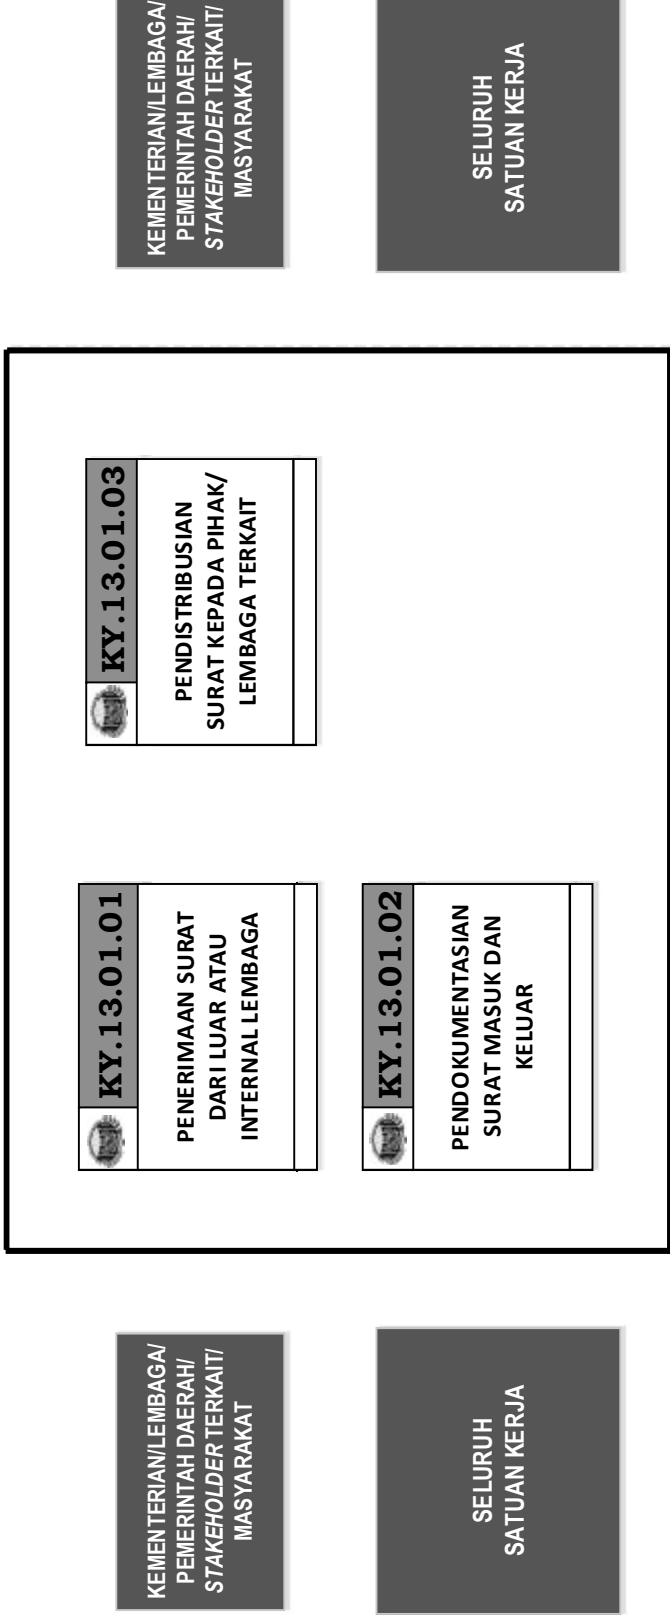 KEMENTERIAN/LEMBAGA/
PEMERINTAH DAERAH/
STAKEHOLDER TERKAIT/
MASYARAKAT
KY.13.01.01
PENERIMAAN SURAT
DARI LUAR ATAU
INTERNAL LEMBAGA
KY.13.01.03
PENDISTRIBUSIAN
SURAT KEPADA PIHAK/
LEMBAGA TERKAIT
KEMENTERIAN/LEMBAGA/
PEMERINTAH DAERAH/
STAKEHOLDER TERKAIT/
MASYARAKAT
SELURUH
SATUAN KERJA
KY.13.01.02
PENDOKUMENTASIAN
SURAT MASUK DAN
KELUAR
SELURUH
SATUAN KERJA